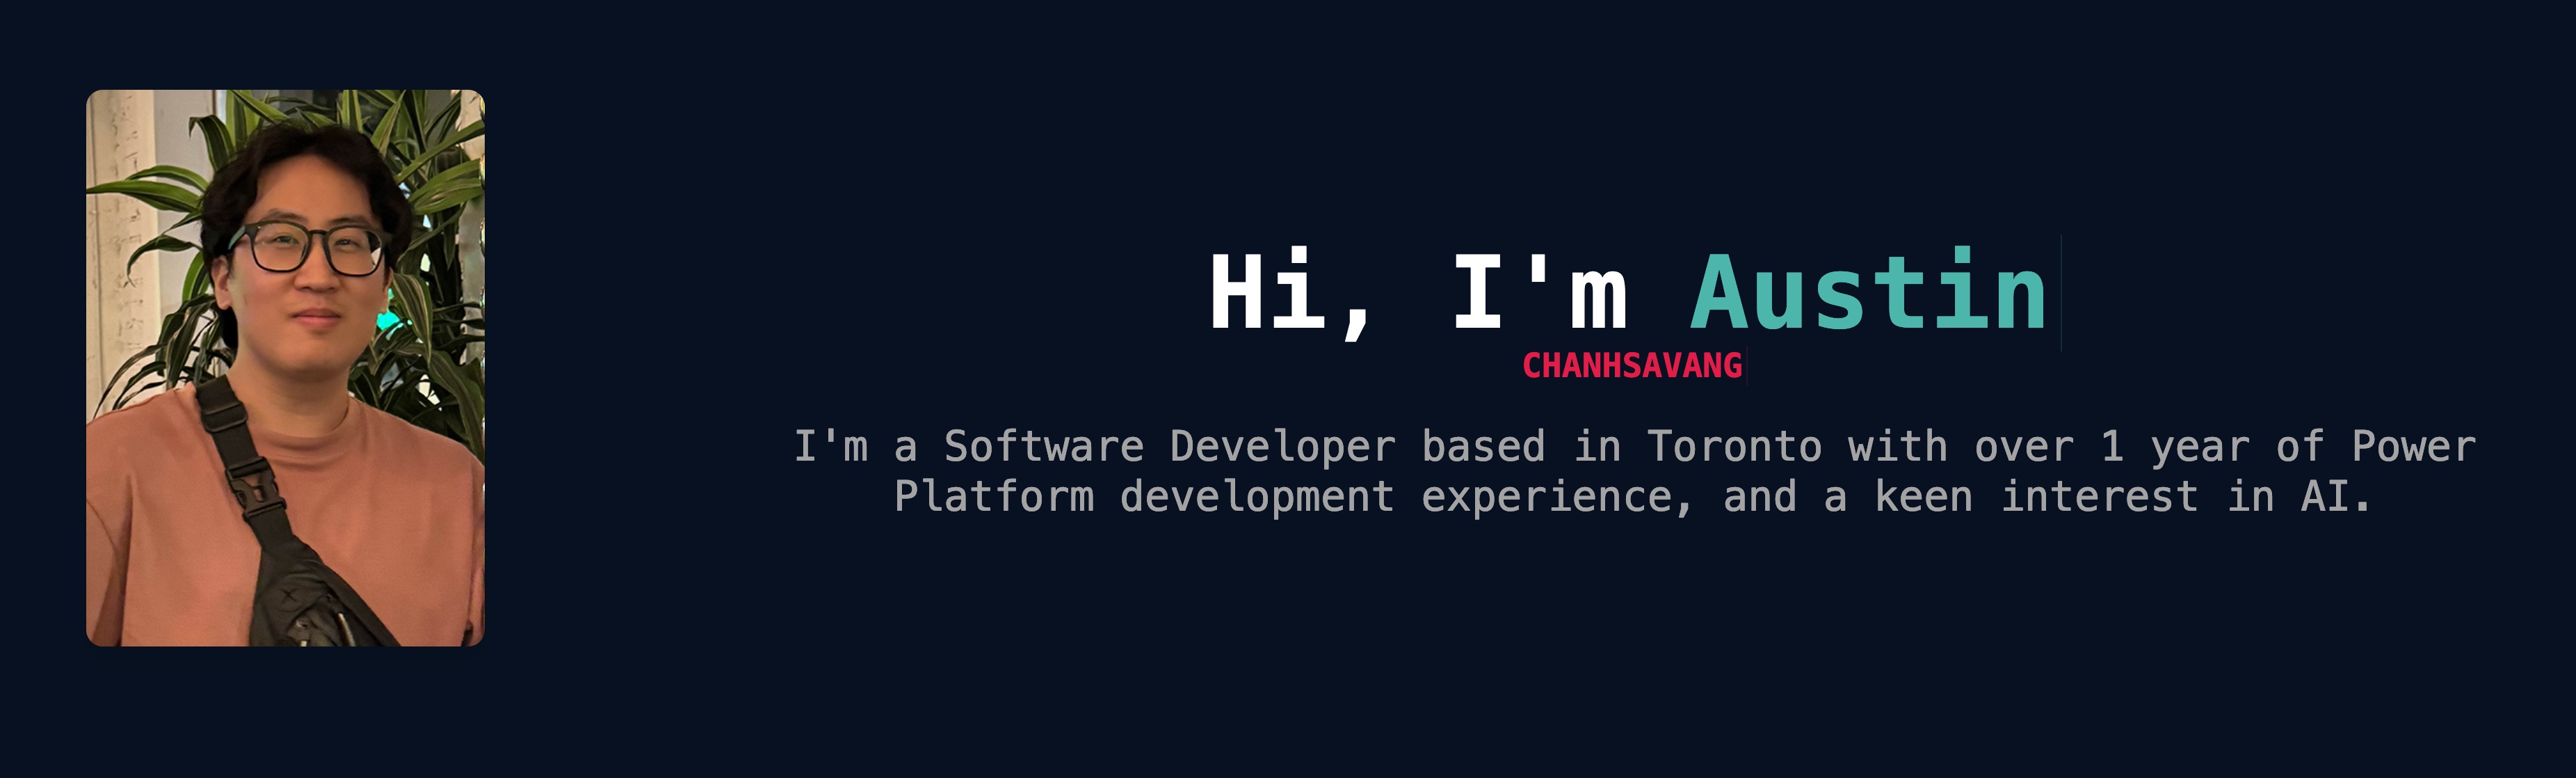 Hi, I'm Austin
CHANHSAVANG
I'm a Software Developer based in Toronto with over 1 year of Power
Platform development experience, and a keen interest in AI.